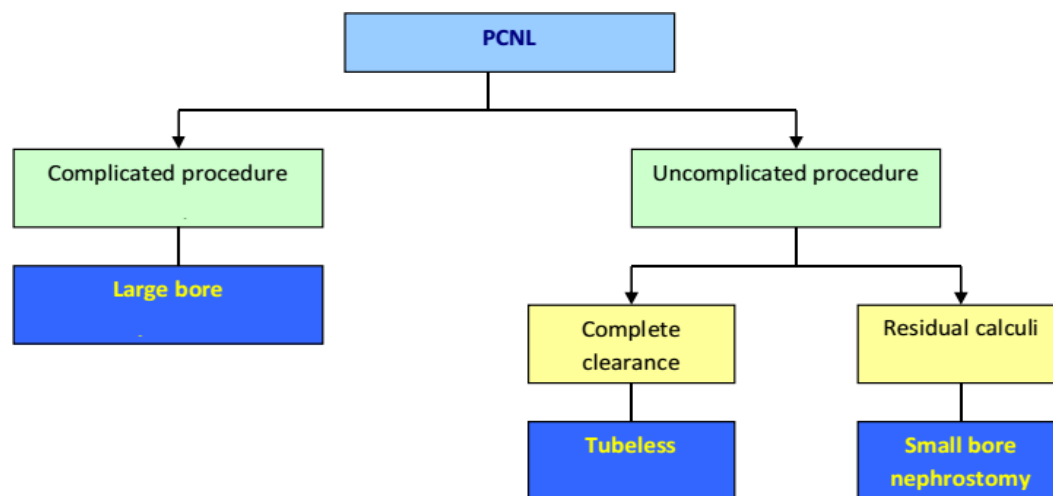 PCNL
Complicated procedure
Uncomplicated procedure
Large bore
Complete
clearance
Residual calculi
Tubeless
Small bore
nephrostomy